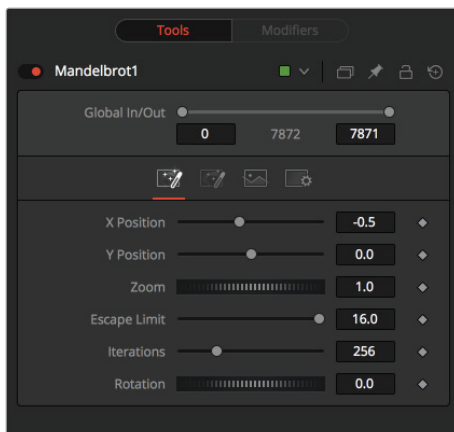 Tools Modifiers
Mandelbrot1
Global In/Out
0 7872 7871
X Position -0.5
Y Position 0.0
Zoom 1.0
Escape Limit 16.0
Iterations 256
Rotation 0.0